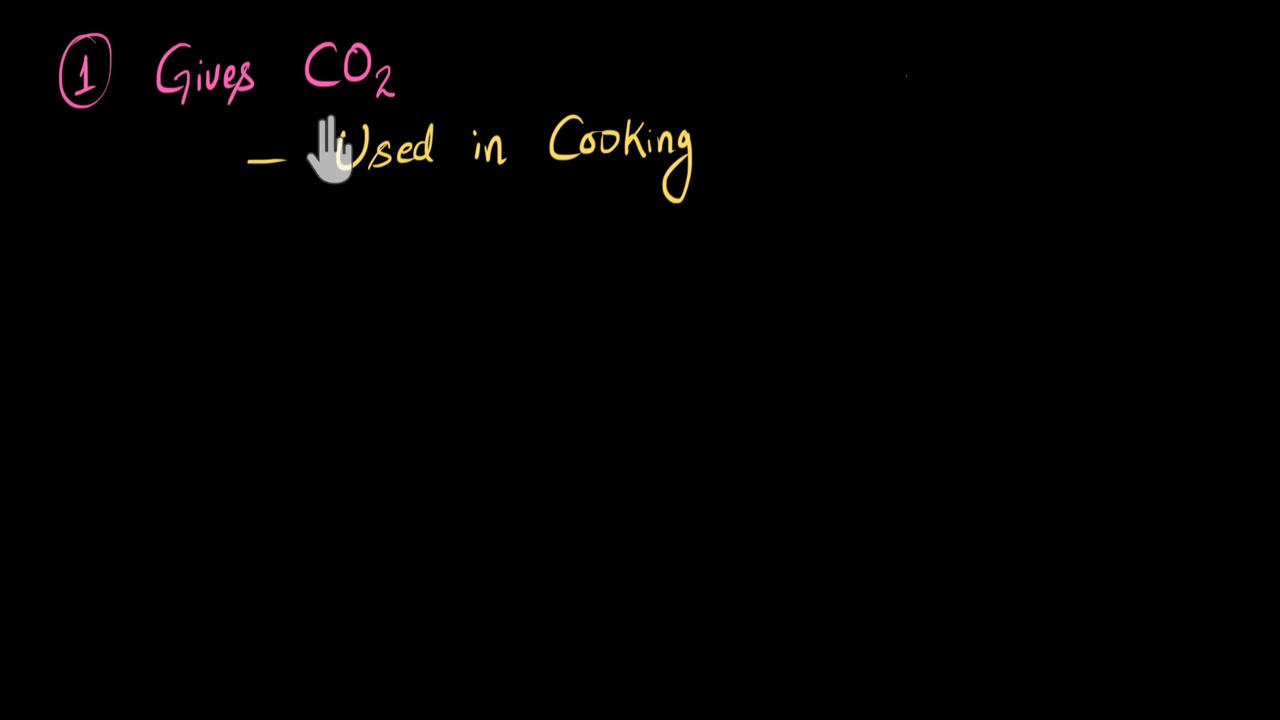 1 Gives CO₂
— Used in Cooking